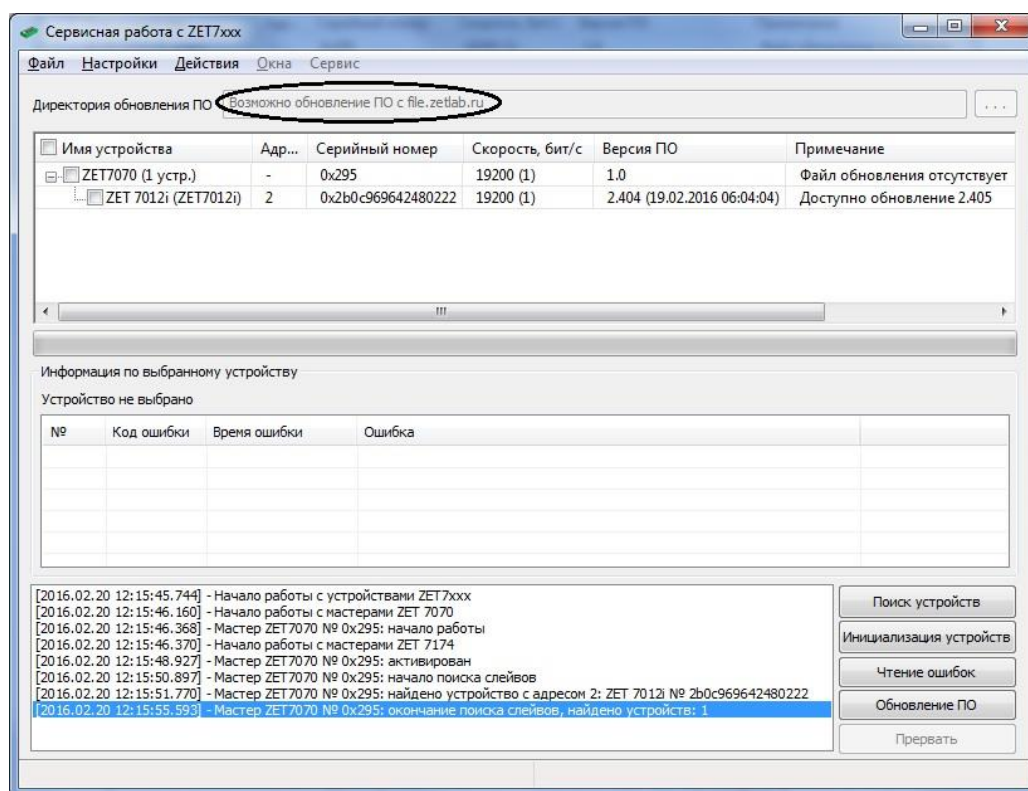 Сервисная работа с ZET7xxx
Файл Настройки Действия Окна Сервис
Директория обновления ПО Возможно обновление ПО с file.zetlab.ru ...
Имя устройства Адр... Серийный номер Скорость, бит/с Версия ПО Примечание
ZET7070 (1 устр.) - 0x295 19200 (1) 1.0 Файл обновления отсутствует
ZET 7012i (ZET7012i) 2 0x2b0c969642480222 19200 (1) 2.404 (19.02.2016 06:04:04) Доступно обновление 2.405
Информация по выбранному устройству
Устройство не выбрано
№ Код ошибки Время ошибки Ошибка
[2016.02.20 12:15:45.744] - Начало работы с устройствами ZET7xxx
[2016.02.20 12:15:46.160] - Начало работы с мастерами ZET 7070
[2016.02.20 12:15:46.368] - Мастер ZET7070 № 0x295: начало работы
[2016.02.20 12:15:46.370] - Начало работы с мастерами ZET 7174
[2016.02.20 12:15:48.927] - Мастер ZET7070 № 0x295: активирован
[2016.02.20 12:15:50.897] - Мастер ZET7070 № 0x295: начало поиска слейвов
[2016.02.20 12:15:51.770] - Мастер ZET7070 № 0x295: найдено устройство с адресом 2: ZET 7012i № 2b0c969642480222
[2016.02.20 12:15:55.593] - Мастер ZET7070 № 0x295: окончание поиска слейвов, найдено устройств: 1
Поиск устройств
Инициализация устройств
Чтение ошибок
Обновление ПО
Прервать